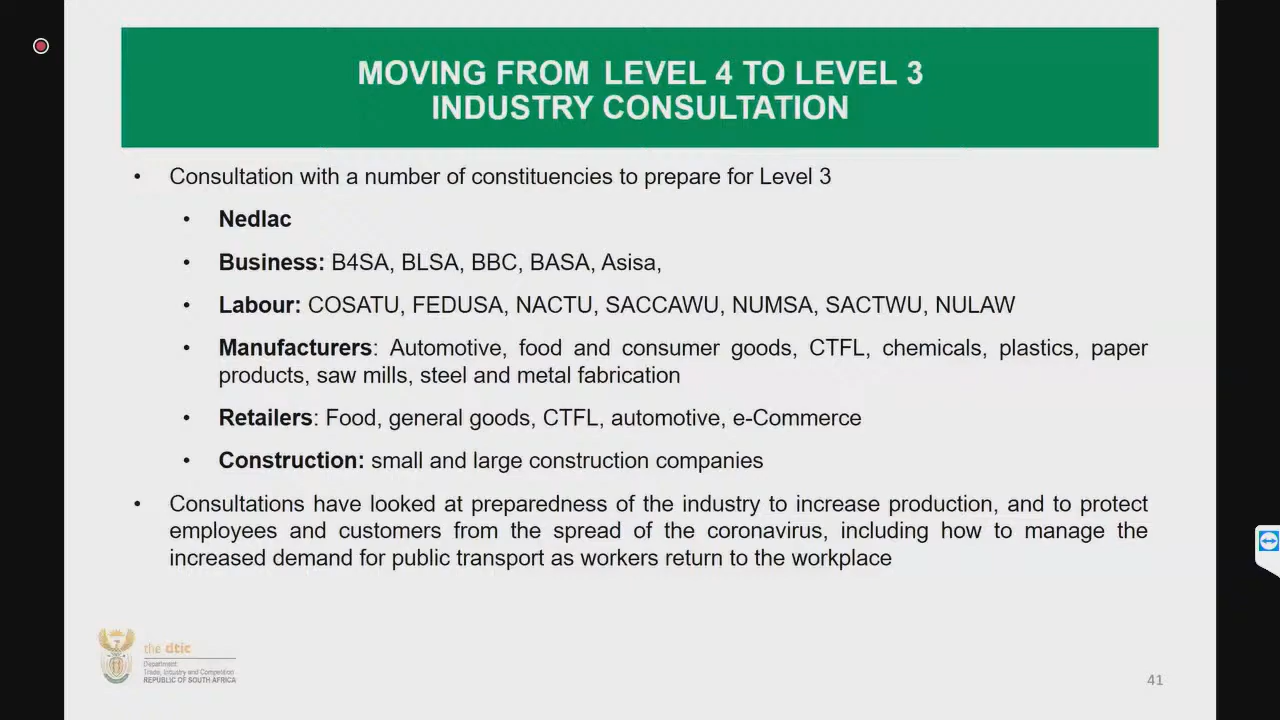 MOVING FROM LEVEL 4 TO LEVEL 3
INDUSTRY CONSULTATION
• Consultation with a number of constituencies to prepare for Level 3
• Nedlac
• Business: B4SA, BLSA, BBC, BASA, Asisa,
• Labour: COSATU, FEDUSA, NACTU, SACCAWU, NUMSA, SACTWU, NULAW
• Manufacturers: Automotive, food and consumer goods, CTFL, chemicals, plastics, paper
products, saw mills, steel and metal fabrication
• Retailers: Food, general goods, CTFL, automotive, e-Commerce
• Construction: small and large construction companies
• Consultations have looked at preparedness of the industry to increase production, and to protect
employees and customers from the spread of the coronavirus, including how to manage the
increased demand for public transport as workers return to the workplace
the dtic
Department:
Trade, Industry and Competition
REPUBLIC OF SOUTH AFRICA
41